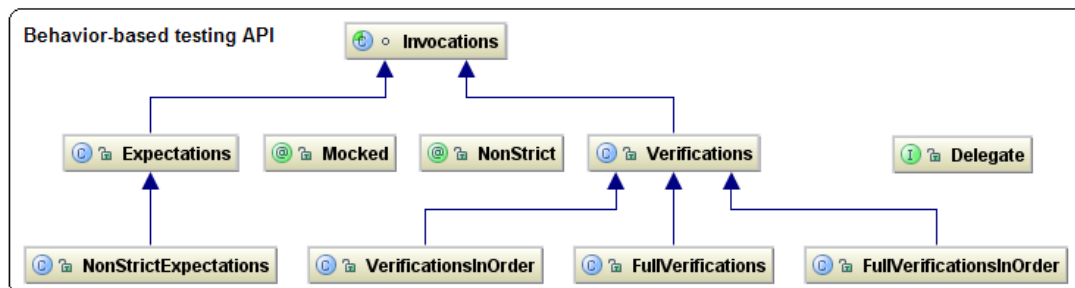 Behavior-based testing API
Invocations
Expectations
Mocked
NonStrict
Verifications
Delegate
NonStrictExpectations
VerificationsInOrder
FullVerifications
FullVerificationsInOrder